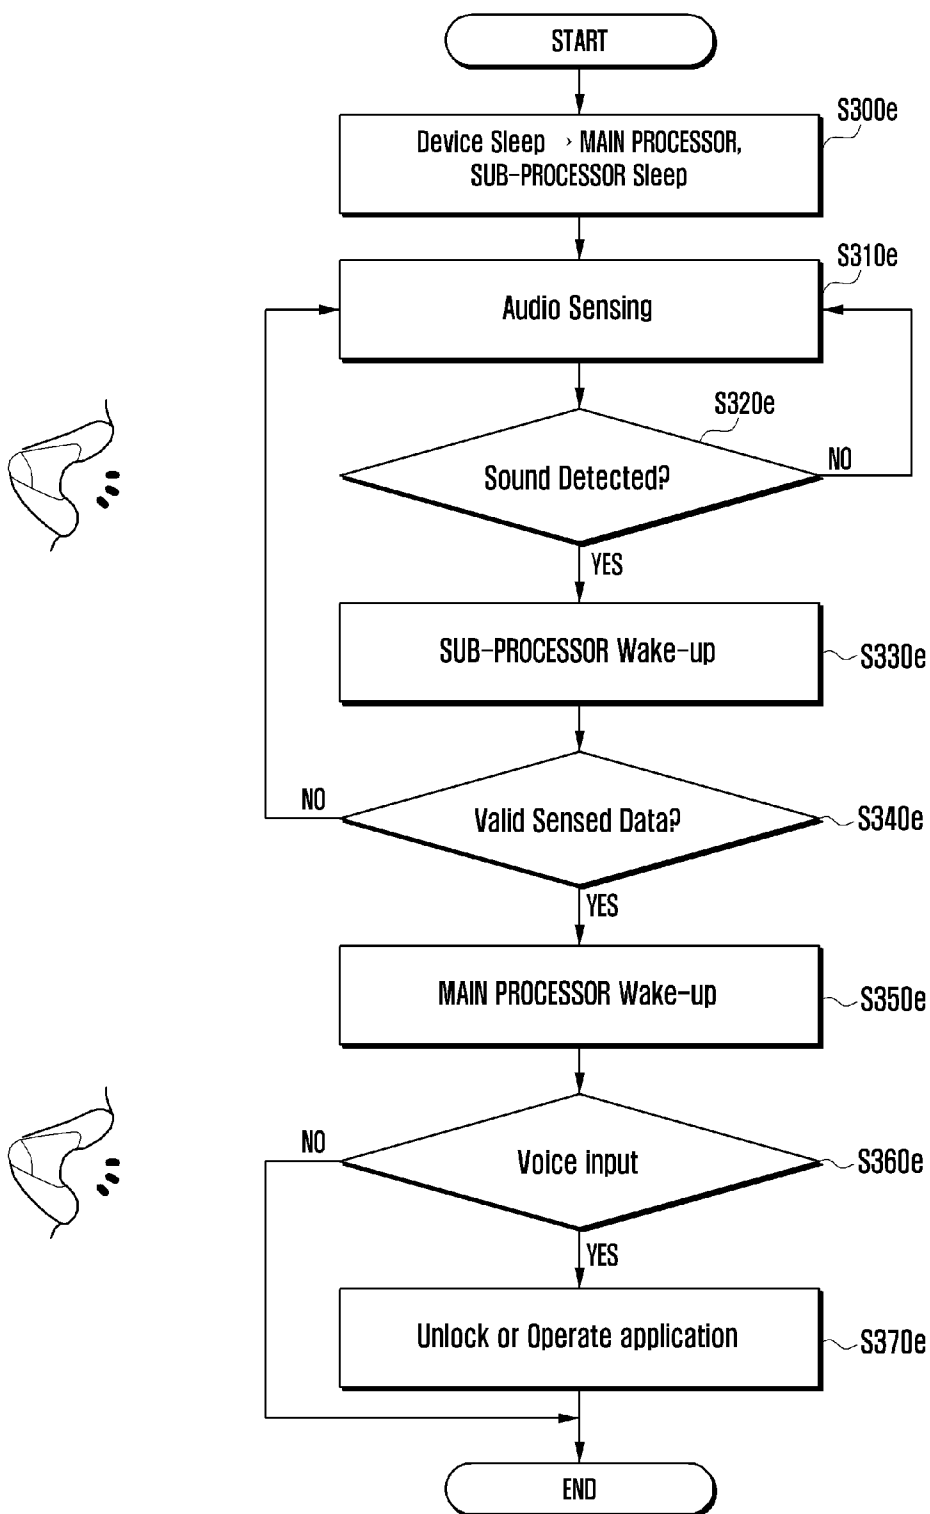 START
S300e
Device Sleep → MAIN PROCESSOR,
SUB-PROCESSOR Sleep
S310e
Audio Sensing
S320e
Sound Detected?
NO
YES
SUB-PROCESSOR Wake-up
S330e
NO
Valid Sensed Data?
S340e
YES
MAIN PROCESSOR Wake-up
S350e
NO
Voice input
S360e
YES
Unlock or Operate application
S370e
END